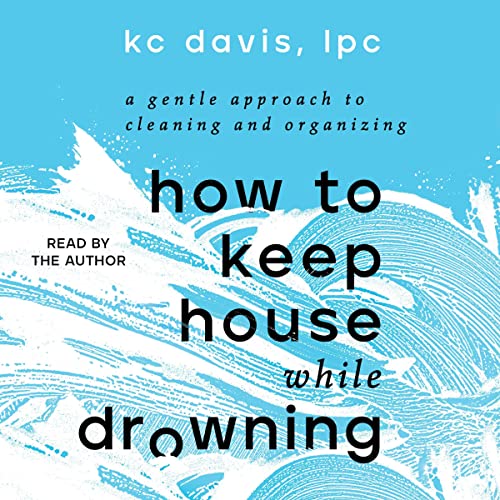 kc davis, lpc
a gentle approach to
cleaning and organizing
how to
keep
READ BY
THE AUTHOR
house
while
drowning